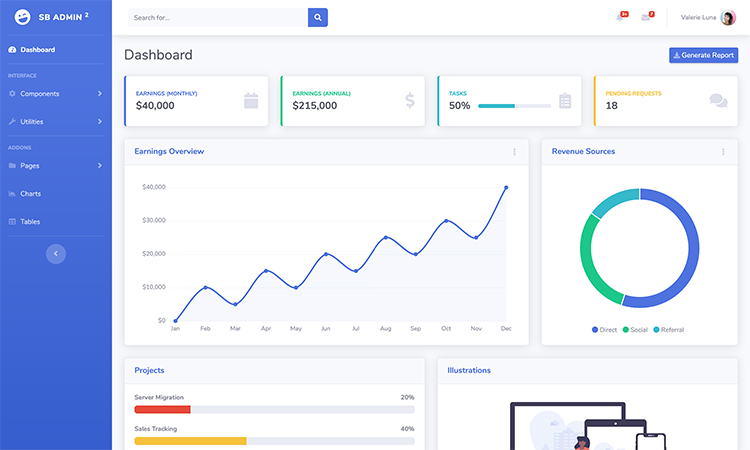 SB ADMIN 2
Search for...
3+
7
Valerie Luna
Dashboard
INTERFACE
Components
Utilities
ADDONS
Pages
Charts
Tables
Dashboard
Generate Report
EARNINGS (MONTHLY)
$40,000
EARNINGS (ANNUAL)
$215,000
TASKS
50%
PENDING REQUESTS
18
Earnings Overview
$40,000
$30,000
$20,000
$10,000
$0
Jan Feb Mar Apr May Jun Jul Aug Sep Oct Nov Dec
Revenue Sources
Direct Social Referral
Projects
Server Migration 20%
Sales Tracking 40%
Illustrations